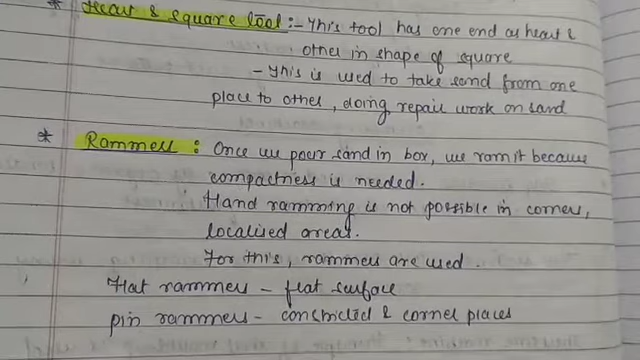 * Heart & square tool :- This tool has one end as heart &
other in shape of square
- This is used to take sand from one
place to other, doing repair work on sand
* Rammers : Once we pour sand in box, we ram it because
compactness is needed.
Hand ramming is not possible in corners,
localised areas.
For this, rammers are used.
Flat rammers - flat surface
pin rammers - constricted & corner places